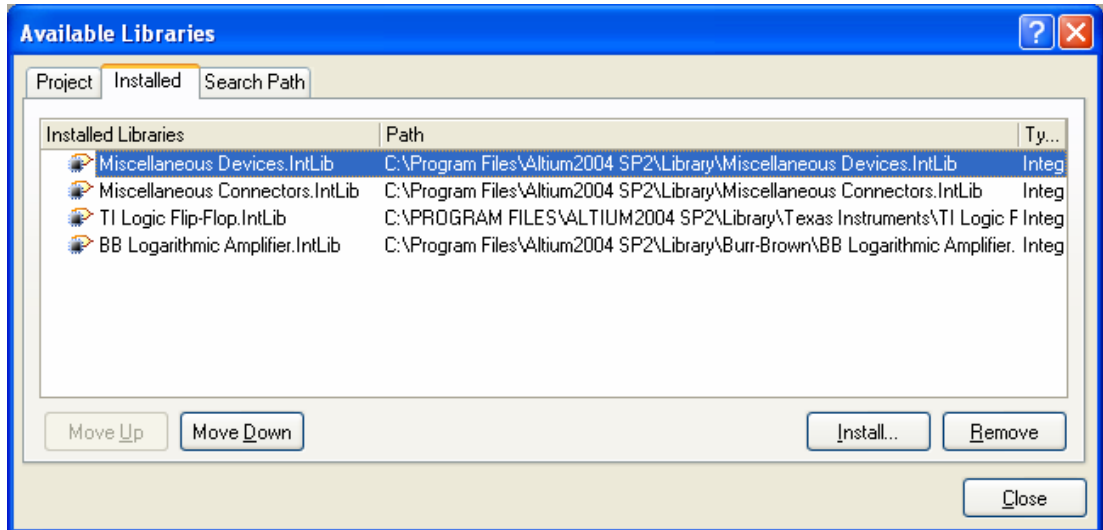 Available Libraries
Project Installed Search Path
Installed Libraries Path Ty...
Miscellaneous Devices.IntLib C:\Program Files\Altium2004 SP2\Library\Miscellaneous Devices.IntLib Integ
Miscellaneous Connectors.IntLib C:\Program Files\Altium2004 SP2\Library\Miscellaneous Connectors.IntLib Integ
TI Logic Flip-Flop.IntLib C:\PROGRAM FILES\ALTIUM2004 SP2\Library\Texas Instruments\TI Logic F Integ
BB Logarithmic Amplifier.IntLib C:\Program Files\Altium2004 SP2\Library\Burr-Brown\BB Logarithmic Amplifier. Integ
Move Up Move Down Install... Remove
Close